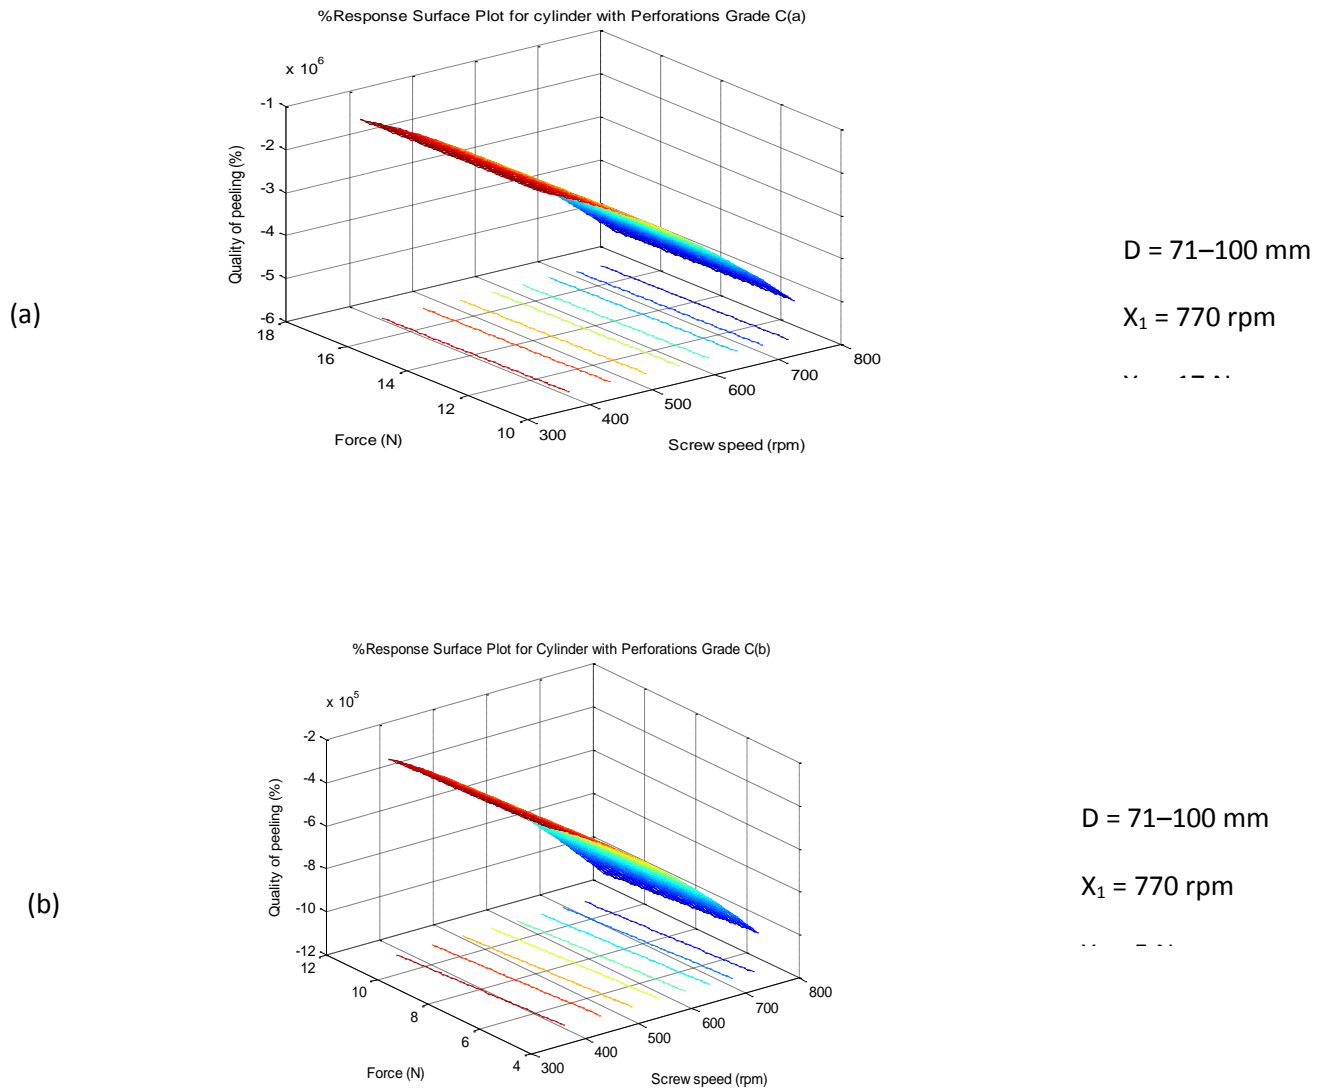 %Response Surface Plot for cylinder with Perforations Grade C(a)
x 10^6
-1
-2
-3
-4
-5
-6
Quality of peeling (%)
18
16
14
12
10
Force (N)
300
400
500
600
700
800
Screw speed (rpm)
(a)
D = 71–100 mm
X₁ = 770 rpm
%Response Surface Plot for Cylinder with Perforations Grade C(b)
x 10^5
-2
-4
-6
-8
-10
-12
Quality of peeling (%)
12
10
8
6
4
Force (N)
300
400
500
600
700
800
Screw speed (rpm)
(b)
D = 71–100 mm
X₁ = 770 rpm